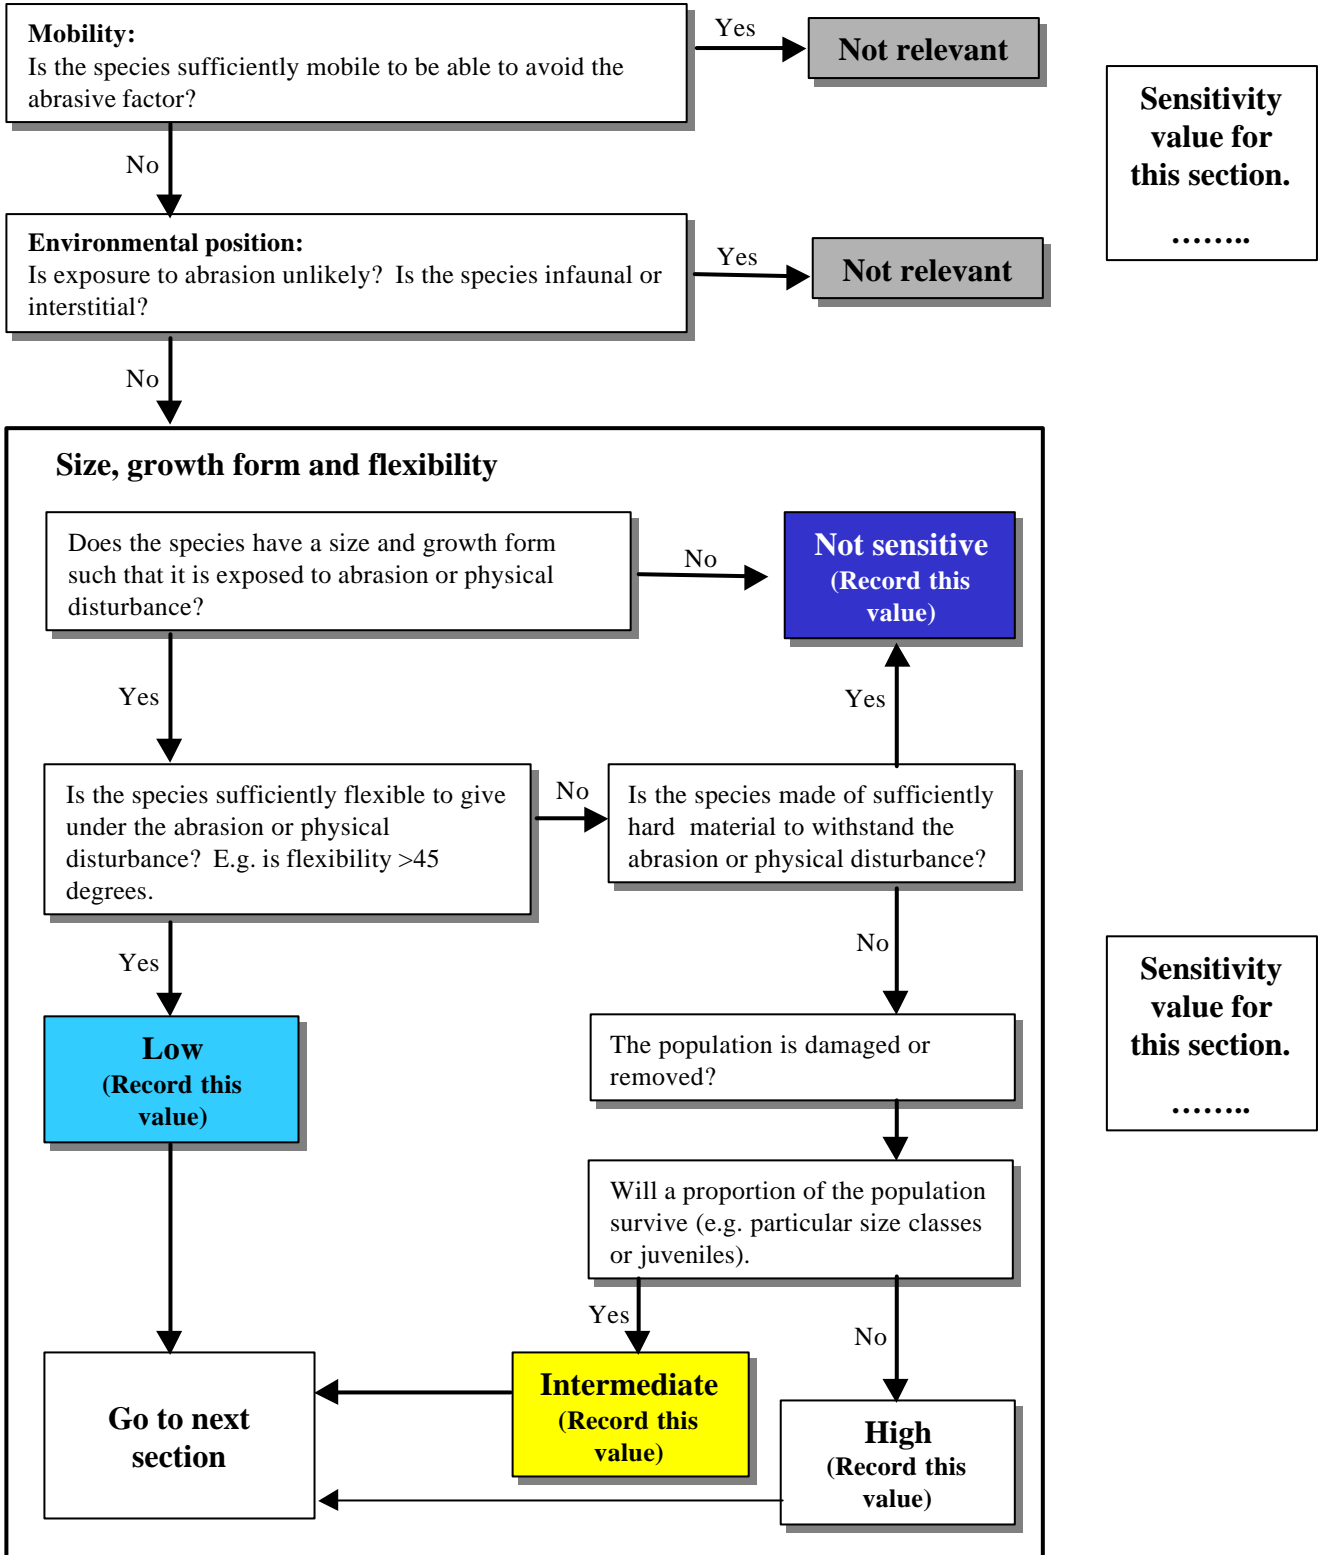 Mobility:
Is the species sufficiently mobile to be able to avoid the
abrasive factor?
Yes
Not relevant
Sensitivity
value for
this section.
……..
No
Environmental position:
Is exposure to abrasion unlikely?  Is the species infaunal or
interstitial?
Yes
Not relevant
No
Size, growth form and flexibility
Does the species have a size and growth form
such that it is exposed to abrasion or physical
disturbance?
No
Not sensitive
(Record this
value)
Yes
Yes
Is the species sufficiently flexible to give
under the abrasion or physical
disturbance?  E.g. is flexibility >45
degrees.
No
Is the species made of sufficiently
hard  material to withstand the
abrasion or physical disturbance?
Yes
No
Low
(Record this
value)
The population is damaged or
removed?
Sensitivity
value for
this section.
……..
Will a proportion of the population
survive (e.g. particular size classes
or juveniles).
Yes
No
Go to next
section
Intermediate
(Record this
value)
High
(Record this
value)